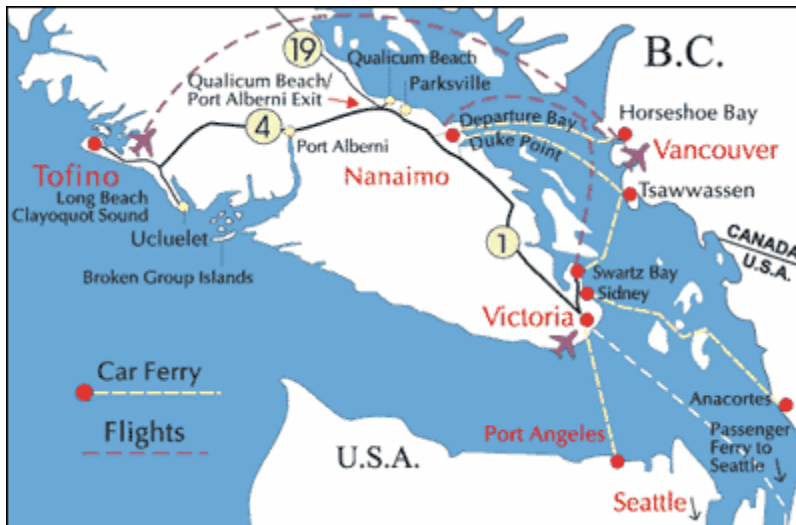 19
Qualicum Beach
B.C.
Qualicum Beach/
Port Alberni Exit
Parksville
4
Departure Bay
Horseshoe Bay
Duke Point
Vancouver
Port Alberni
Tofino
Nanaimo
Tsawwassen
Long Beach
Clayoquot Sound
Ucluelet
1
CANADA
U.S.A.
Broken Group Islands
Swartz Bay
Sidney
Victoria
Car Ferry
Anacortes
Flights
Port Angeles
Passenger
Ferry to
Seattle
U.S.A.
Seattle